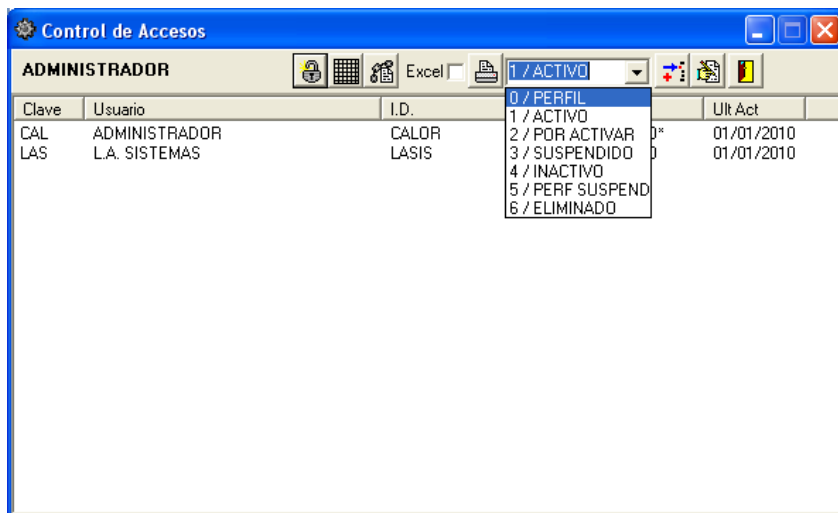 Control de Accesos
ADMINISTRADOR Excel 1 / ACTIVO
Clave Usuario I.D. Ult Act
CAL ADMINISTRADOR CALOR 01/01/2010
LAS L.A. SISTEMAS LASIS 01/01/2010
0 / PERFIL
1 / ACTIVO
2 / POR ACTIVAR
3 / SUSPENDIDO
4 / INACTIVO
5 / PERF SUSPEND
6 / ELIMINADO